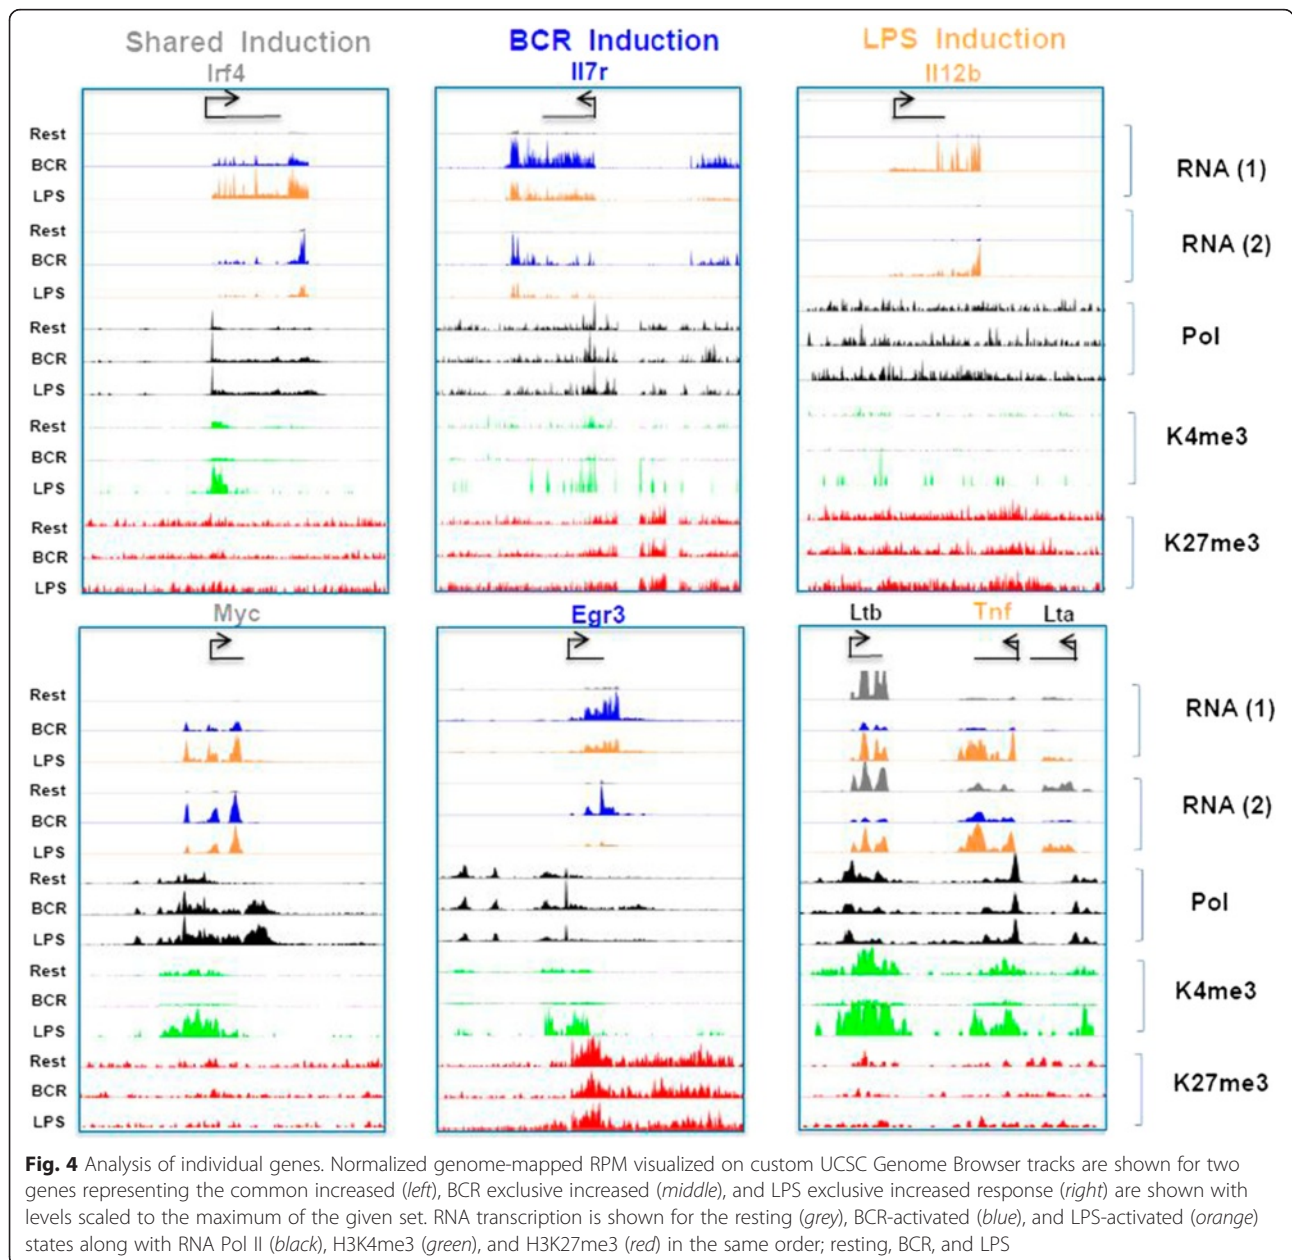 Shared Induction BCR Induction LPS Induction
Irf4 Il7r Il12b
Rest
BCR
LPS
RNA (1)
Rest
BCR
LPS
RNA (2)
Rest
BCR
LPS
Pol
Rest
BCR
LPS
K4me3
Rest
BCR
LPS
K27me3
Myc Egr3 Ltb Tnf Lta
Rest
BCR
LPS
RNA (1)
Rest
BCR
LPS
RNA (2)
Rest
BCR
LPS
Pol
Rest
BCR
LPS
K4me3
Rest
BCR
LPS
K27me3
Fig. 4 Analysis of individual genes. Normalized genome-mapped RPM visualized on custom UCSC Genome Browser tracks are shown for two
genes representing the common increased (left), BCR exclusive increased (middle), and LPS exclusive increased response (right) are shown with
levels scaled to the maximum of the given set. RNA transcription is shown for the resting (grey), BCR-activated (blue), and LPS-activated (orange)
states along with RNA Pol II (black), H3K4me3 (green), and H3K27me3 (red) in the same order; resting, BCR, and LPS